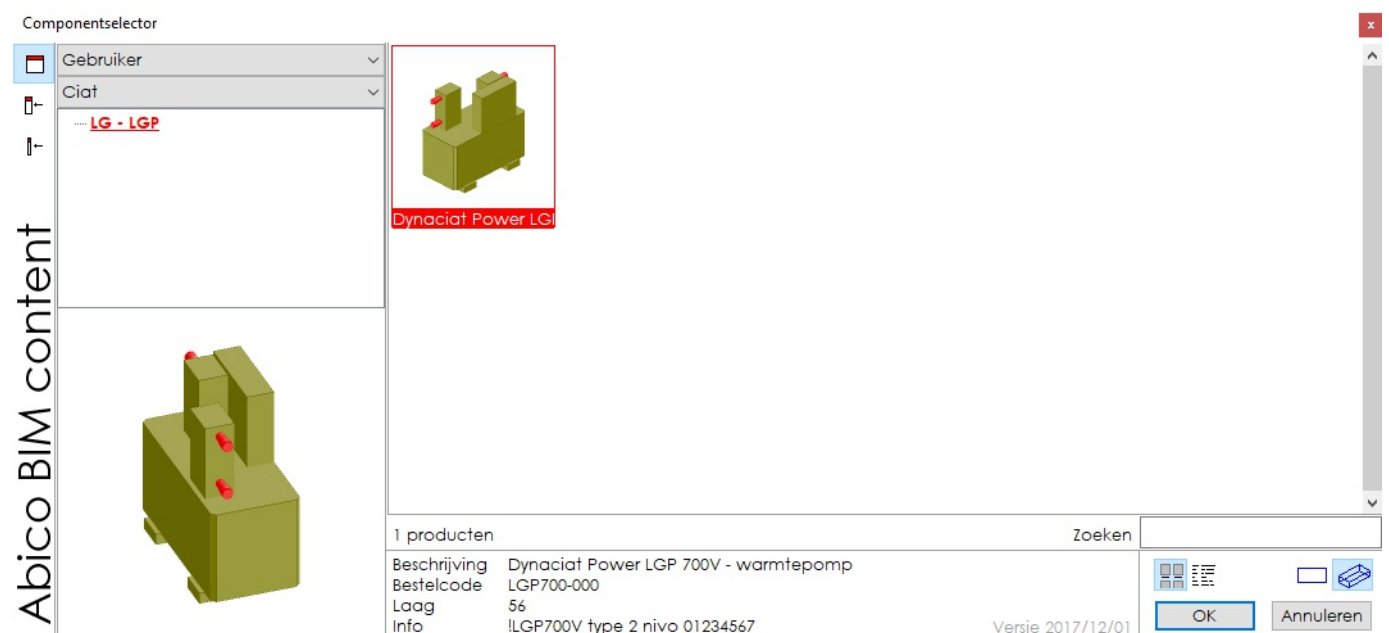 Componentselector
x
Gebruiker
Ciat
LG - LGP
Abico BIM content
Dynaciat Power LGI
1 producten
Zoeken
Beschrijving Dynaciat Power LGP 700V - warmtepomp
Bestelcode LGP700-000
Laag 56
Info !LGP700V type 2 nivo 01234567
Versie 2017/12/01
OK
Annuleren